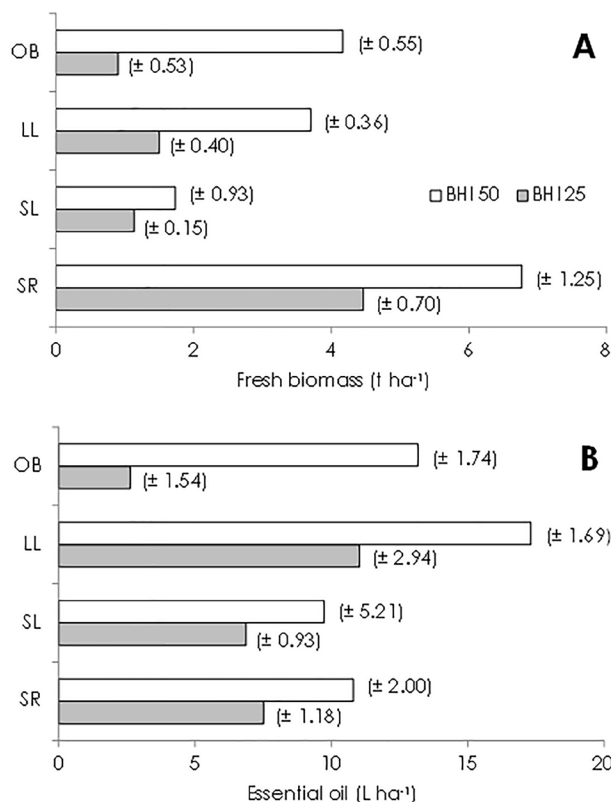 A
OB
(± 0.55)
(± 0.53)
LL
(± 0.36)
(± 0.40)
SL
(± 0.93)
(± 0.15)
BHI50 BHI25
SR
(± 1.25)
(± 0.70)
0 2 4 6 8
Fresh biomass (t ha⁻¹)
B
OB
(± 1.74)
(± 1.54)
LL
(± 1.69)
(± 2.94)
SL
(± 5.21)
(± 0.93)
SR
(± 2.00)
(± 1.18)
0 5 10 15 20
Essential oil (L ha⁻¹)